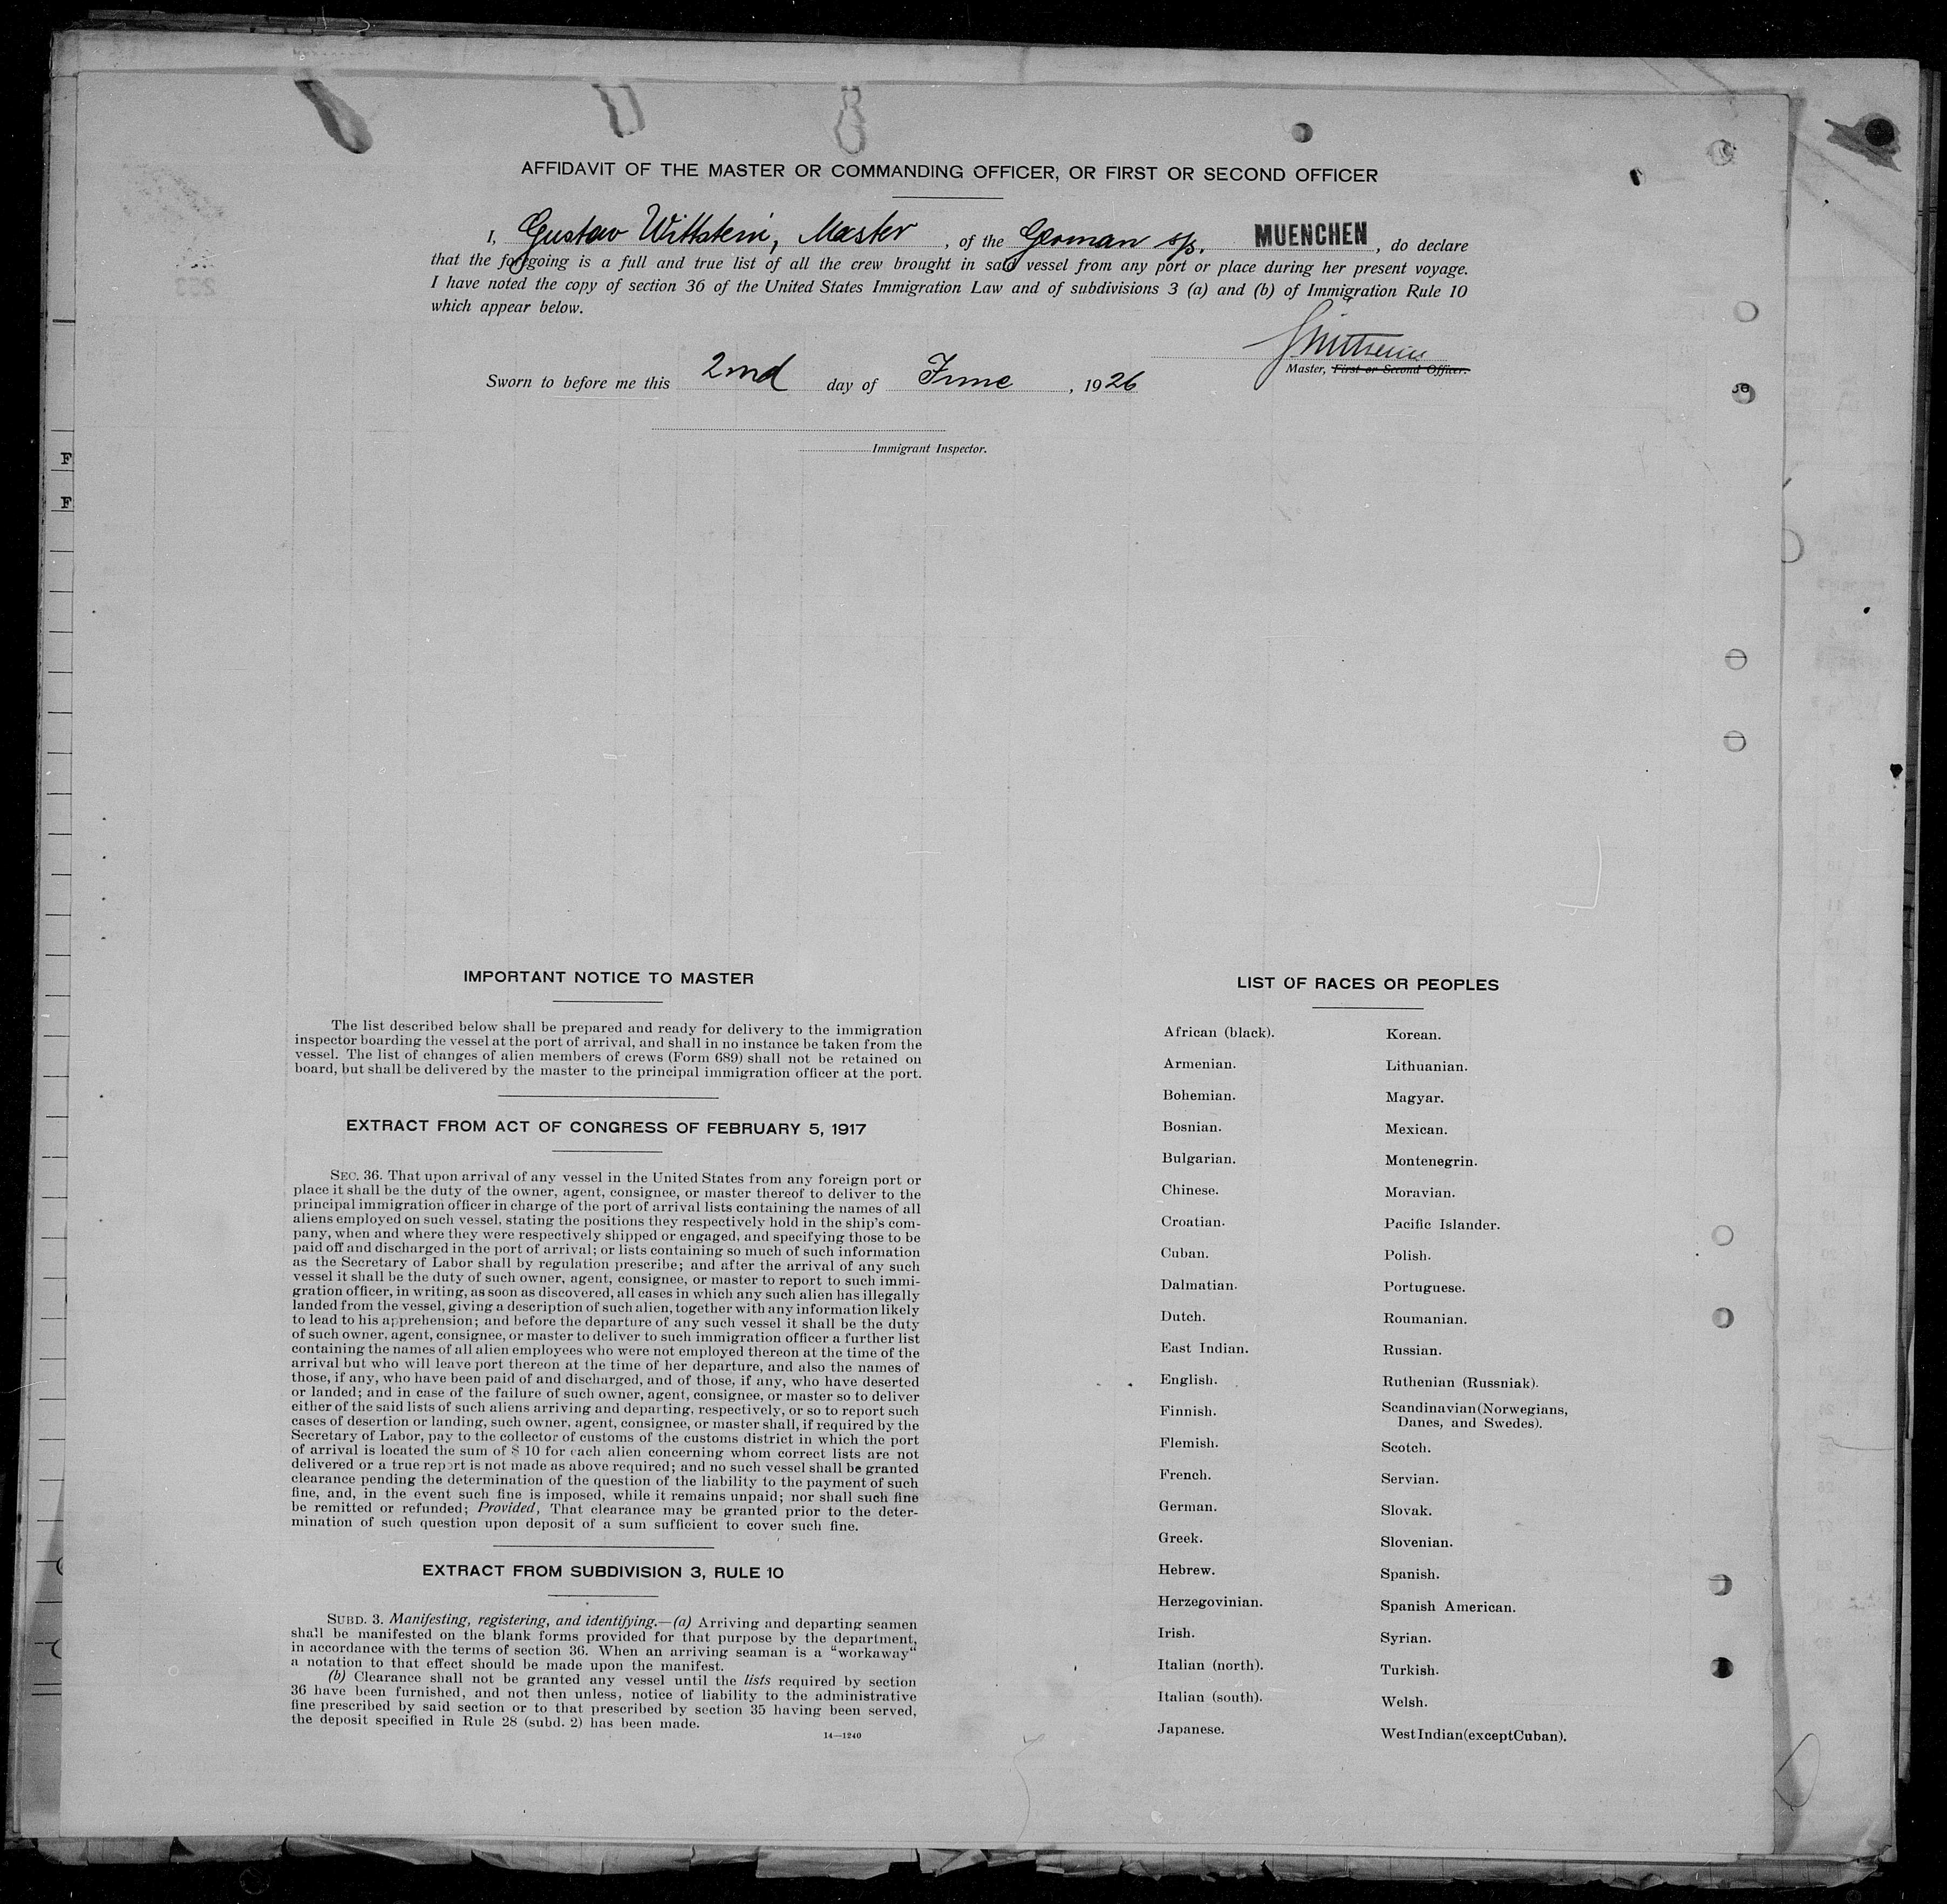 AFFIDAVIT OF THE MASTER OR COMMANDING OFFICER, OR FIRST OR SECOND OFFICER
I, Gustav Wittstein, Master, of the German s/s. MUENCHEN, do declare
that the foregoing is a full and true list of all the crew brought in said vessel from any port or place during her present voyage.
I have noted the copy of section 36 of the United States Immigration Law and of subdivisions 3 (a) and (b) of Immigration Rule 10
which appear below.
Master, First or Second Officer.
Sworn to before me this 2nd day of June, 1926
Immigrant Inspector.
F
F
IMPORTANT NOTICE TO MASTER
The list described below shall be prepared and ready for delivery to the immigration
inspector boarding the vessel at the port of arrival, and shall in no instance be taken from the
vessel. The list of changes of alien members of crews (Form 689) shall not be retained on
board, but shall be delivered by the master to the principal immigration officer at the port.
EXTRACT FROM ACT OF CONGRESS OF FEBRUARY 5, 1917
SEC. 36. That upon arrival of any vessel in the United States from any foreign port or
place it shall be the duty of the owner, agent, consignee, or master thereof to deliver to the
principal immigration officer in charge of the port of arrival lists containing the names of all
aliens employed on such vessel, stating the positions they respectively hold in the ship's com-
pany, when and where they were respectively shipped or engaged, and specifying those to be
paid off and discharged in the port of arrival; or lists containing so much of such information
as the Secretary of Labor shall by regulation prescribe; and after the arrival of any such
vessel it shall be the duty of such owner, agent, consignee, or master to report to such immi-
gration officer, in writing, as soon as discovered, all cases in which any such alien has illegally
landed from the vessel, giving a description of such alien, together with any information likely
to lead to his apprehension; and before the departure of any such vessel it shall be the duty
of such owner, agent, consignee, or master to deliver to such immigration officer a further list
containing the names of all alien employees who were not employed thereon at the time of the
arrival but who will leave port thereon at the time of her departure, and also the names of
those, if any, who have been paid of and discharged, and of those, if any, who have deserted
or landed; and in case of the failure of such owner, agent, consignee, or master so to deliver
either of the said lists of such aliens arriving and departing, respectively, or so to report such
cases of desertion or landing, such owner, agent, consignee, or master shall, if required by the
Secretary of Labor, pay to the collector of customs of the customs district in which the port
of arrival is located the sum of $ 10 for each alien concerning whom correct lists are not
delivered or a true report is not made as above required; and no such vessel shall be granted
clearance pending the determination of the question of the liability to the payment of such
fine, and, in the event such fine is imposed, while it remains unpaid; nor shall such fine
be remitted or refunded; Provided, That clearance may be granted prior to the deter-
mination of such question upon deposit of a sum sufficient to cover such fine.
EXTRACT FROM SUBDIVISION 3, RULE 10
SUBD. 3. Manifesting, registering, and identifying.—(a) Arriving and departing seamen
shall be manifested on the blank forms provided for that purpose by the department,
in accordance with the terms of section 36. When an arriving seaman is a “workaway“
a notation to that effect should be made upon the manifest.
(b) Clearance shall not be granted any vessel until the lists required by section
36 have been furnished, and not then unless, notice of liability to the administrative
fine prescribed by said section or to that prescribed by section 35 having been served,
the deposit specified in Rule 28 (subd. 2) has been made.
14—1240
LIST OF RACES OR PEOPLES
African (black).
Armenian.
Bohemian.
Bosnian.
Bulgarian.
Chinese.
Croatian.
Cuban.
Dalmatian.
Dutch.
East Indian.
English.
Finnish.
Flemish.
French.
German.
Greek.
Hebrew.
Herzegovinian.
Irish.
Italian (north).
Italian (south).
Japanese.
Korean.
Lithuanian.
Magyar.
Mexican.
Montenegrin.
Moravian.
Pacific Islander.
Polish.
Portuguese.
Roumanian.
Russian.
Ruthenian (Russniak).
Scandinavian (Norwegians,
Danes, and Swedes).
Scotch.
Servian.
Slovak.
Slovenian.
Spanish.
Spanish American.
Syrian.
Turkish.
Welsh.
West Indian (except Cuban).